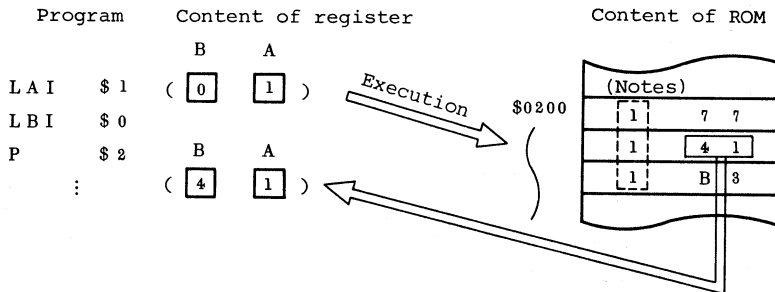 Program Content of register Content of ROM
B A
LAI $1 ( 0 1 ) Execution (Notes)
LBI $0 $0200 1 7 7
P $2 B A 1 4 1
⋮ ( 4 1 ) 1 B 3